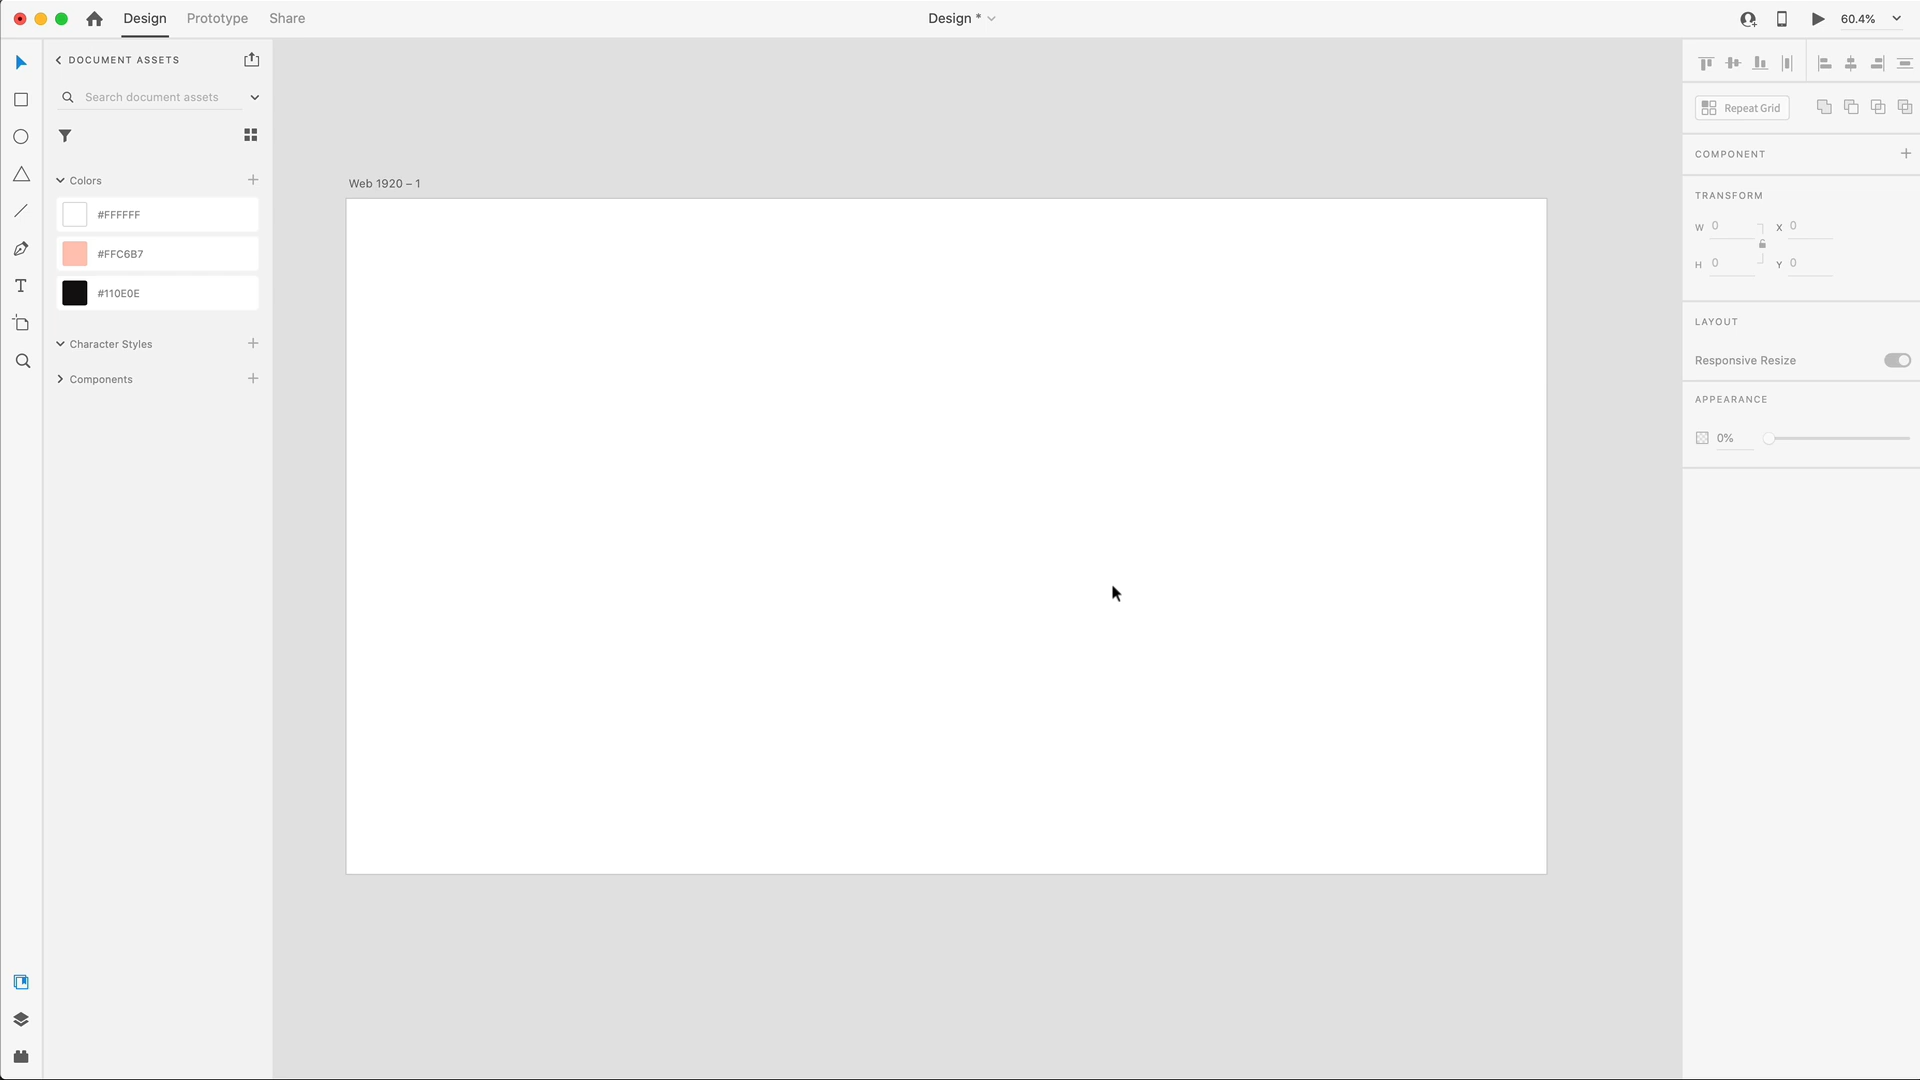 Design Prototype Share Design * 60.4%
DOCUMENT ASSETS
Search document assets
Colors
#FFFFFF
#FFC6B7
#110E0E
Character Styles
Components
Web 1920 – 1
Repeat Grid
COMPONENT
TRANSFORM
W 0 X 0
H 0 Y 0
LAYOUT
Responsive Resize
APPEARANCE
0%